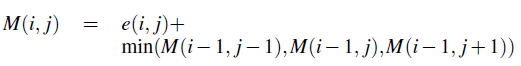 M(i, j) = e(i, j)+
min(M(i − 1, j − 1), M(i − 1, j), M(i − 1, j + 1))